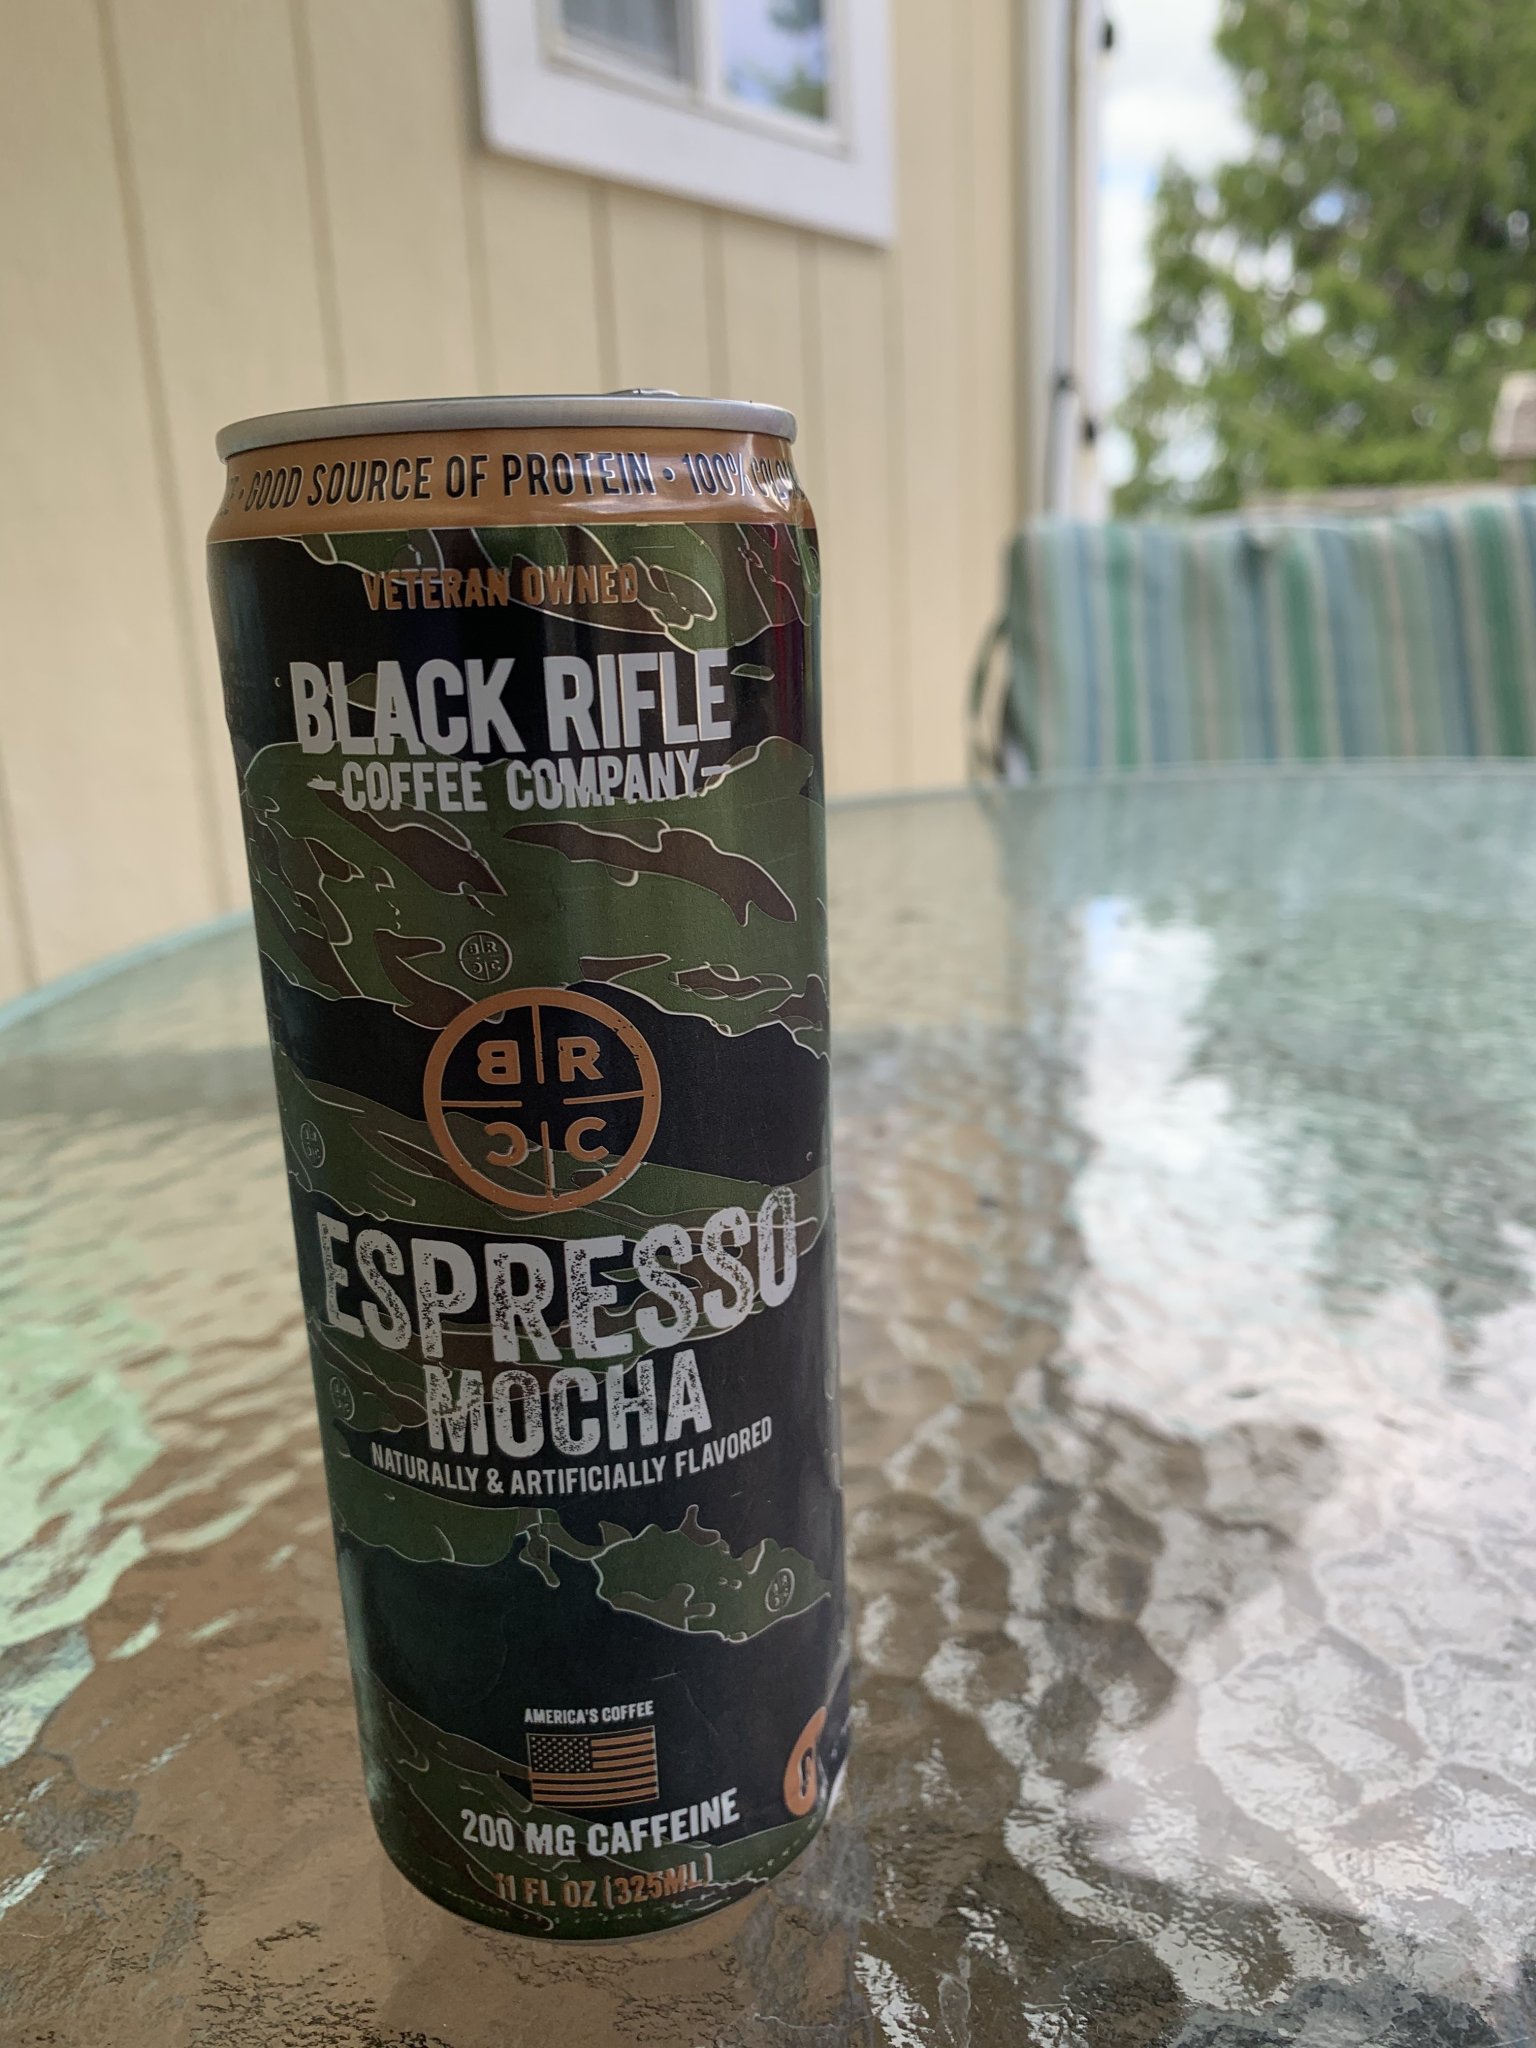 • GOOD SOURCE OF PROTEIN • 100%
VETERAN OWNED
BLACK RIFLE
COFFEE COMPANY
B R
C C
ESPRESSO
MOCHA
NATURALLY & ARTIFICIALLY FLAVORED
AMERICA'S COFFEE
200 MG CAFFEINE
11 FL OZ (325ML)